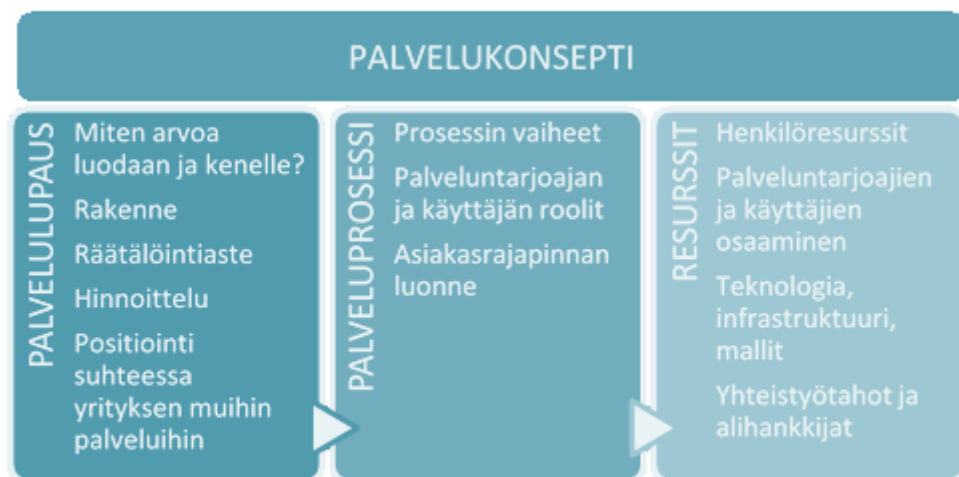 PALVELUKONSEPTI
PALVELULUPAUS
Miten arvoa
luodaan ja kenelle?
Rakenne
Räätälöintiaste
Hinnoittelu
Positiointi
suhteessa
yrityksen muihin
palveluihin
PALVELUPROSESSI
Prosessin vaiheet
Palveluntarjoajan
ja käyttäjän roolit
Asiakasrajapinnan
luonne
RESURSSIT
Henkilöresurssit
Palveluntarjoajien
ja käyttäjien
osaaminen
Teknologia,
infrastruktuuri,
mallit
Yhteistyötahot ja
alihankkijat